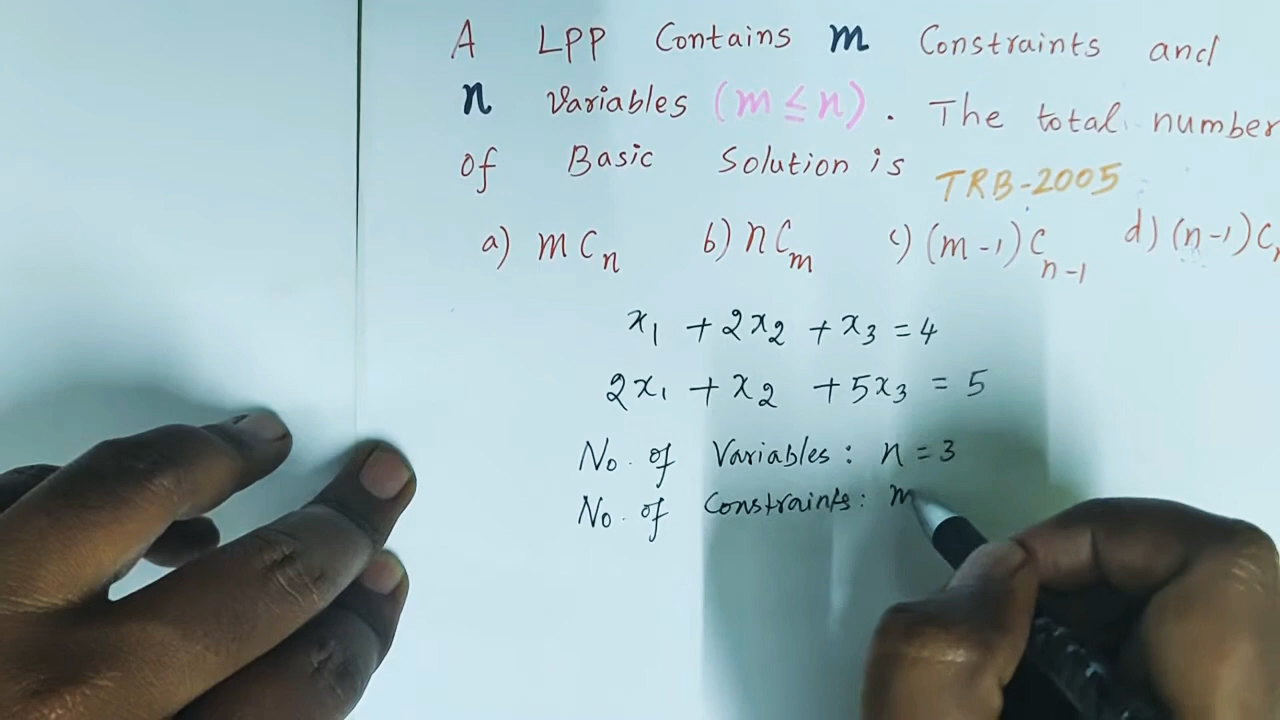 A LPP Contains m Constraints and
n Variables (m ≤ n). The total number
of Basic Solution is TRB-2005
a) mCn b) nCm c) (m-1)Cn-1 d) (n-1)C
x1 + 2x2 + x3 = 4
2x1 + x2 + 5x3 = 5
No. of Variables: n = 3
No. of Constraints: m